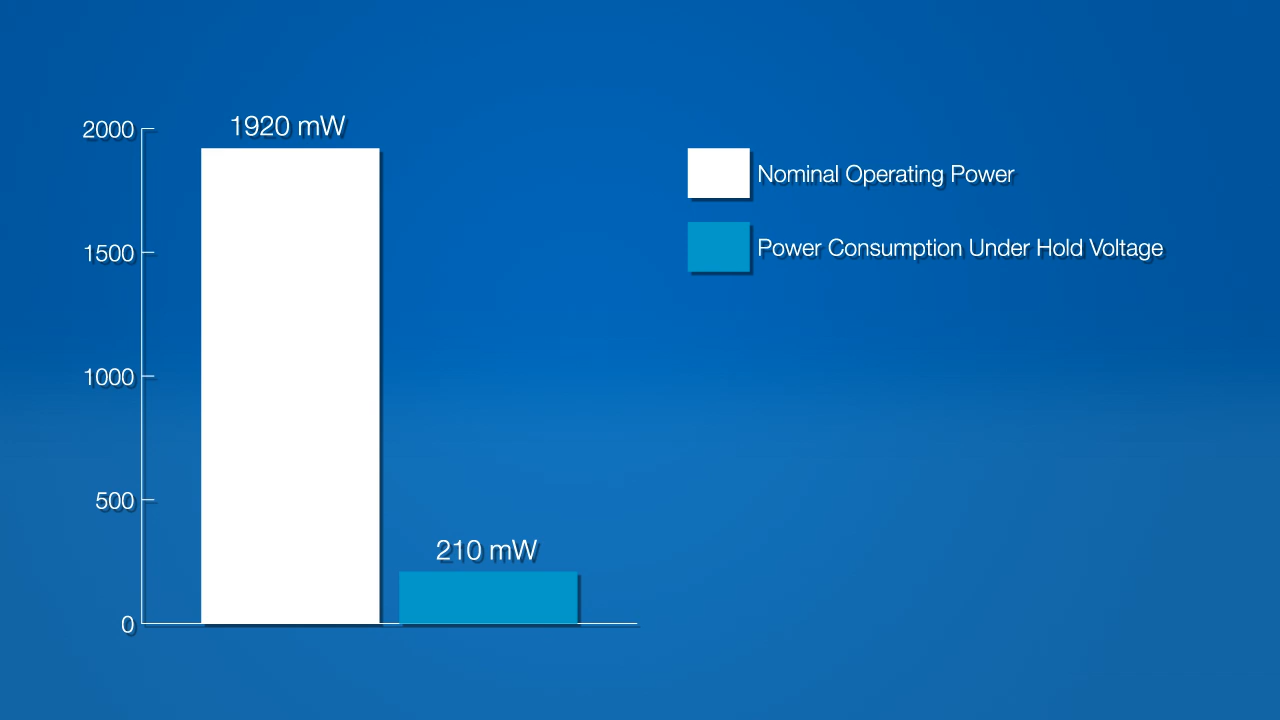 2000
1920 mW
Nominal Operating Power
1500
Power Consumption Under Hold Voltage
1000
500
210 mW
0